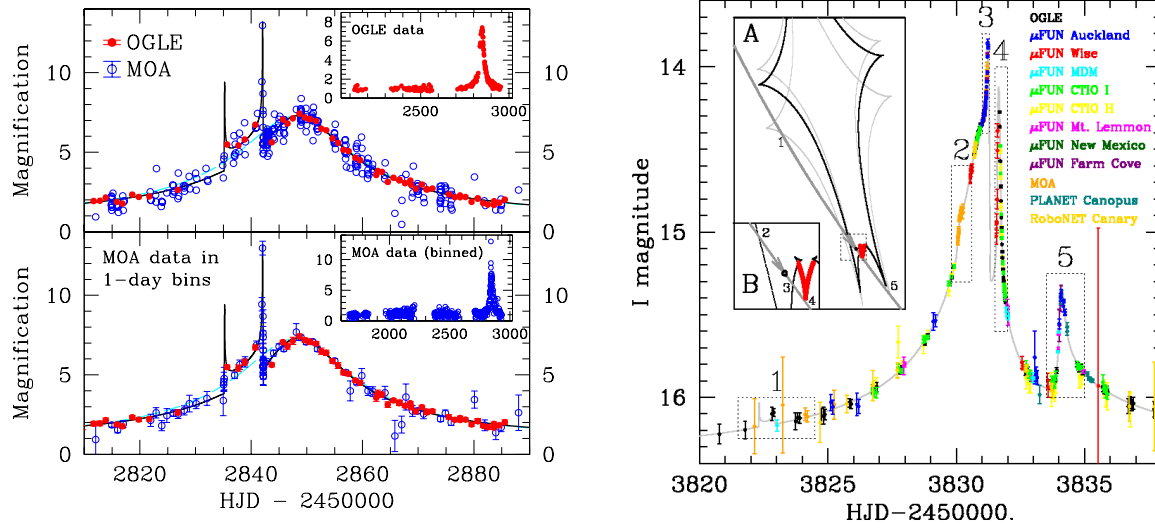 OGLE
MOA
OGLE data
8
6
4
2
0
2500
3000
Magnification
10
5
0
10
5
0
MOA data in
1-day bins
MOA data (binned)
10
5
0
2000
2500
3000
Magnification
10
5
0
10
5
0
2820
2840
2860
2880
HJD - 2450000
I magnitude
14
15
16
A
1
5
B
2
3
4
1
2
3
4
5
OGLE
μFUN Auckland
μFUN Wise
μFUN MDM
μFUN CTIO I
μFUN CTIO H
μFUN Mt. Lemmon
μFUN New Mexico
μFUN Farm Cove
MOA
PLANET Canopus
RoboNET Canary
3820
3825
3830
3835
HJD-2450000.